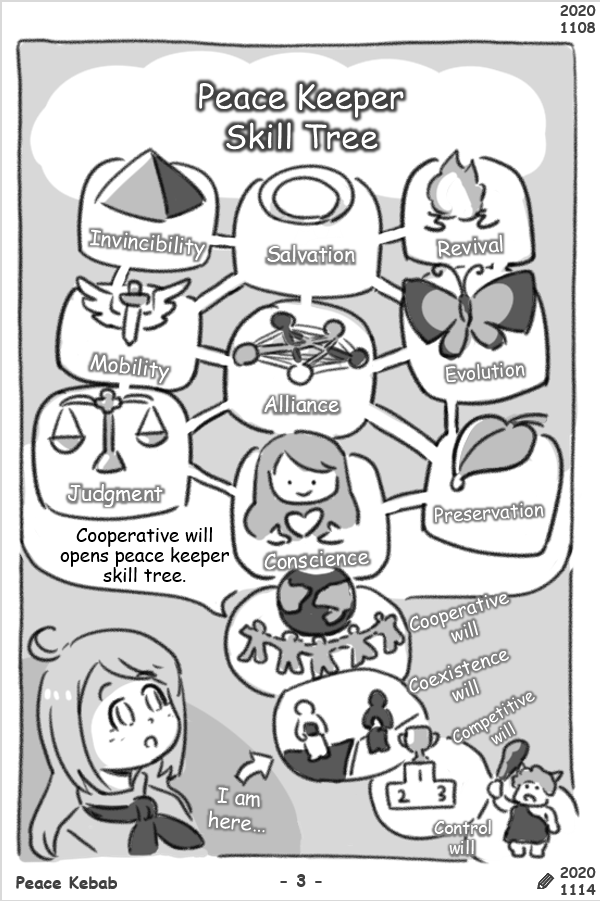 2020
1108
Peace Keeper
Skill Tree
Invincibility
Salvation
Revival
Mobility
Alliance
Evolution
Judgment
Conscience
Preservation
Cooperative will
opens peace keeper
skill tree.
Cooperative
will
Coexistence
will
Competitive
will
1
2 3
Control
will
I am
here...
Peace Kebab
- 3 -
2020
1114